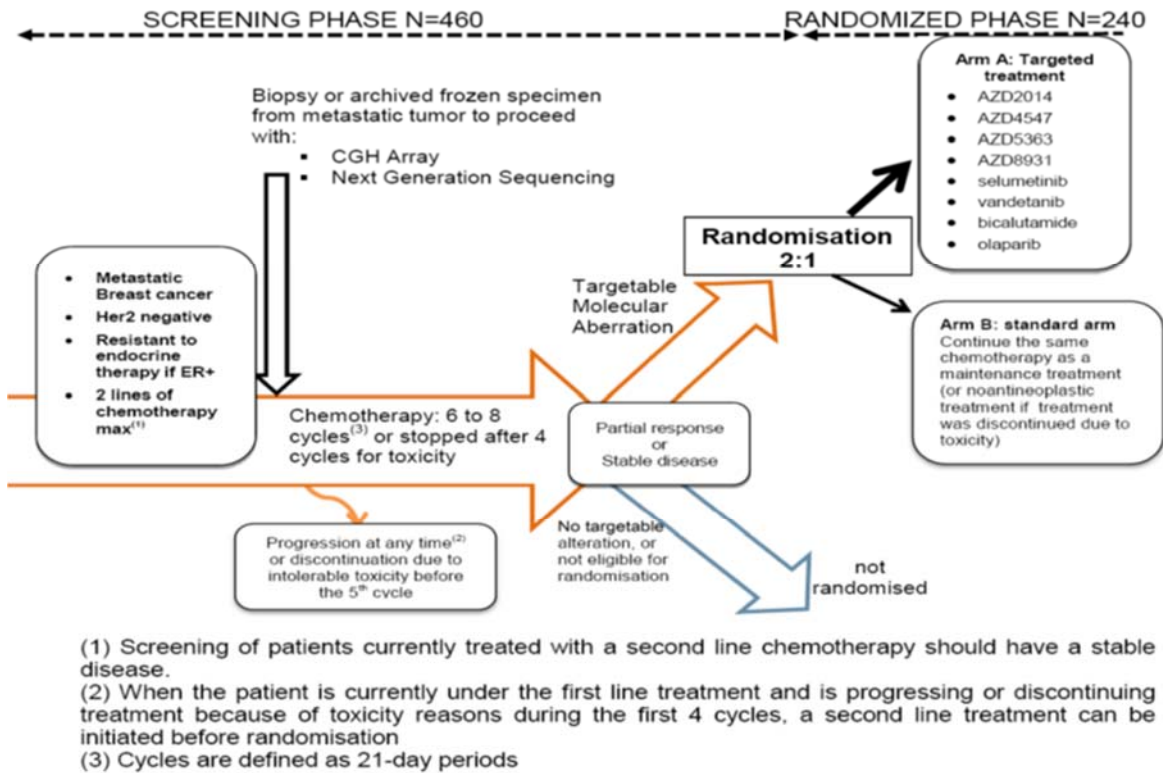 SCREENING PHASE N=460
RANDOMIZED PHASE N=240
Biopsy or archived frozen specimen
from metastatic tumor to proceed
with:
▪ CGH Array
▪ Next Generation Sequencing
Arm A: Targeted
treatment
• AZD2014
• AZD4547
• AZD5363
• AZD8931
• selumetinib
• vandetanib
• bicalutamide
• olaparib
Randomisation
2:1
• Metastatic
Breast cancer
• Her2 negative
• Resistant to
endocrine
therapy if ER+
• 2 lines of
chemotherapy
max(1)
Targetable
Molecular
Aberration
Arm B: standard arm
Continue the same
chemotherapy as a
maintenance treatment
(or noantineoplastic
treatment if treatment
was discontinued due to
toxicity)
Chemotherapy: 6 to 8
cycles(3) or stopped after 4
cycles for toxicity
Partial response
or
Stable disease
Progression at any time(2)
or discontinuation due to
intolerable toxicity before
the 5th cycle
No targetable
alteration, or
not eligible for
randomisation
not
randomised
(1) Screening of patients currently treated with a second line chemotherapy should have a stable
disease.
(2) When the patient is currently under the first line treatment and is progressing or discontinuing
treatment because of toxicity reasons during the first 4 cycles, a second line treatment can be
initiated before randomisation
(3) Cycles are defined as 21-day periods